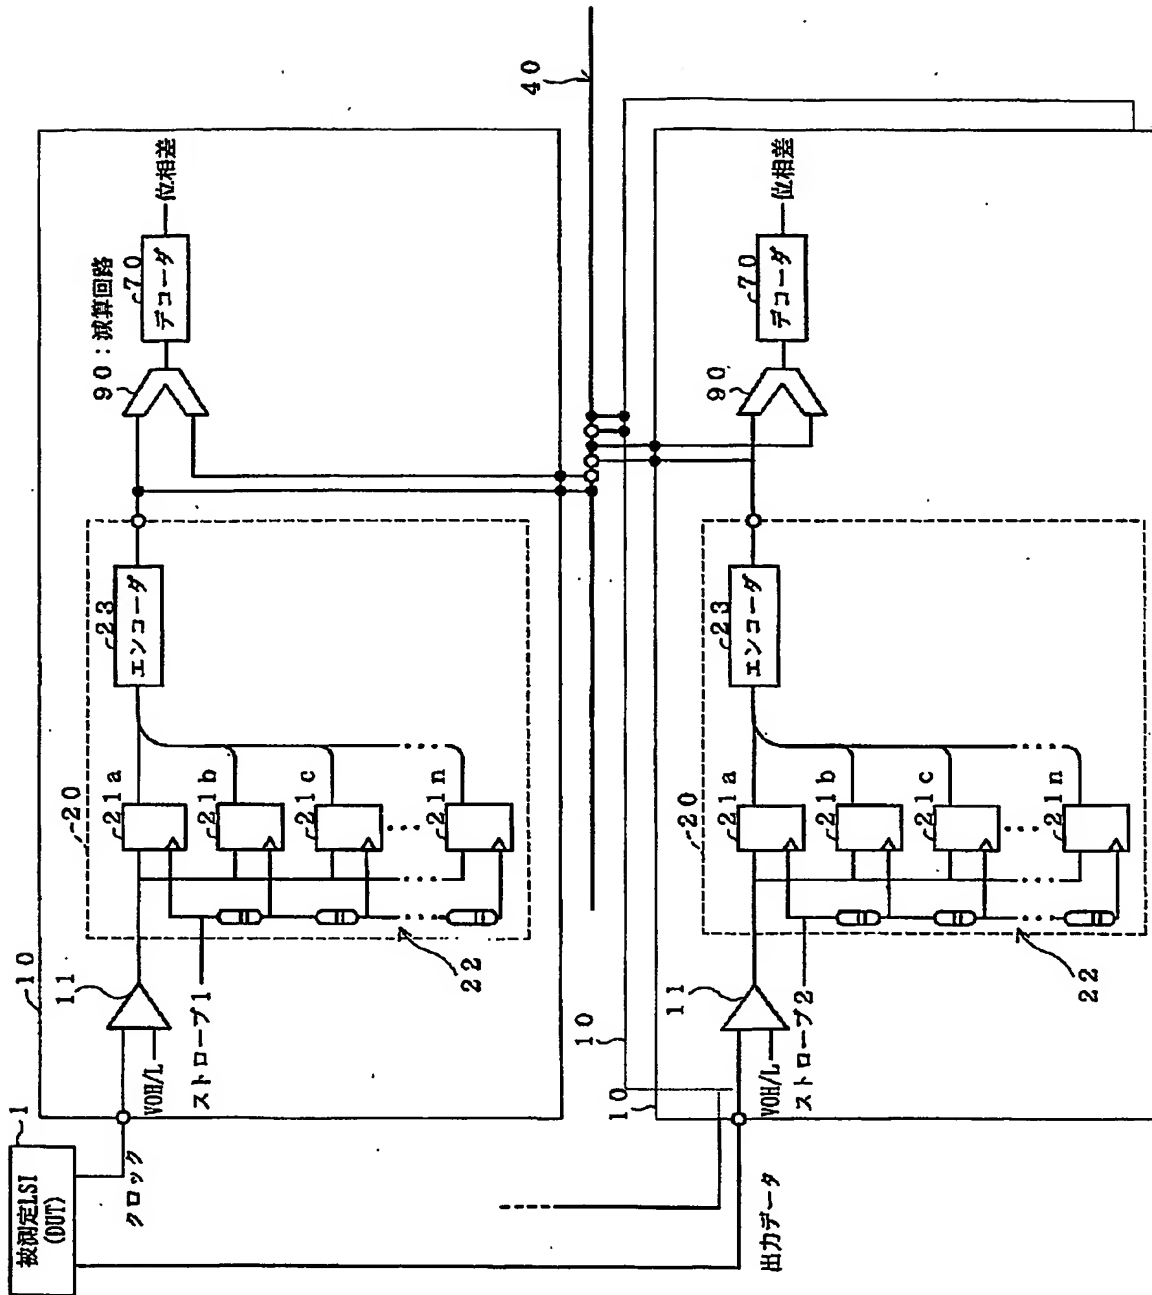 1
被測定LSI
(DUT)
クロック
出力データ
10
11
VOH/L
ストローブ1
20
21a
21b
21c
21n
22
23
エンコーダ
90:減算回路
70
デコーダ
位相差
40
10
10
11
VOH/L
ストローブ2
20
21a
21b
21c
21n
22
23
エンコーダ
90
70
デコーダ
位相差